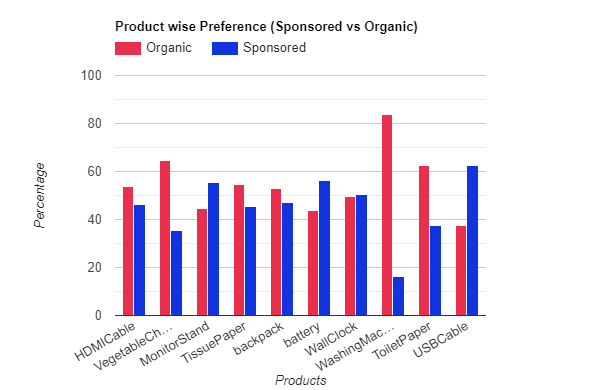 Product wise Preference (Sponsored vs Organic)
Organic Sponsored
100
80
60
40
20
0
Percentage
HDMICable
VegetableCh...
MonitorStand
TissuePaper
backpack
battery
WallClock
WashingMac...
ToiletPaper
USBCable
Products